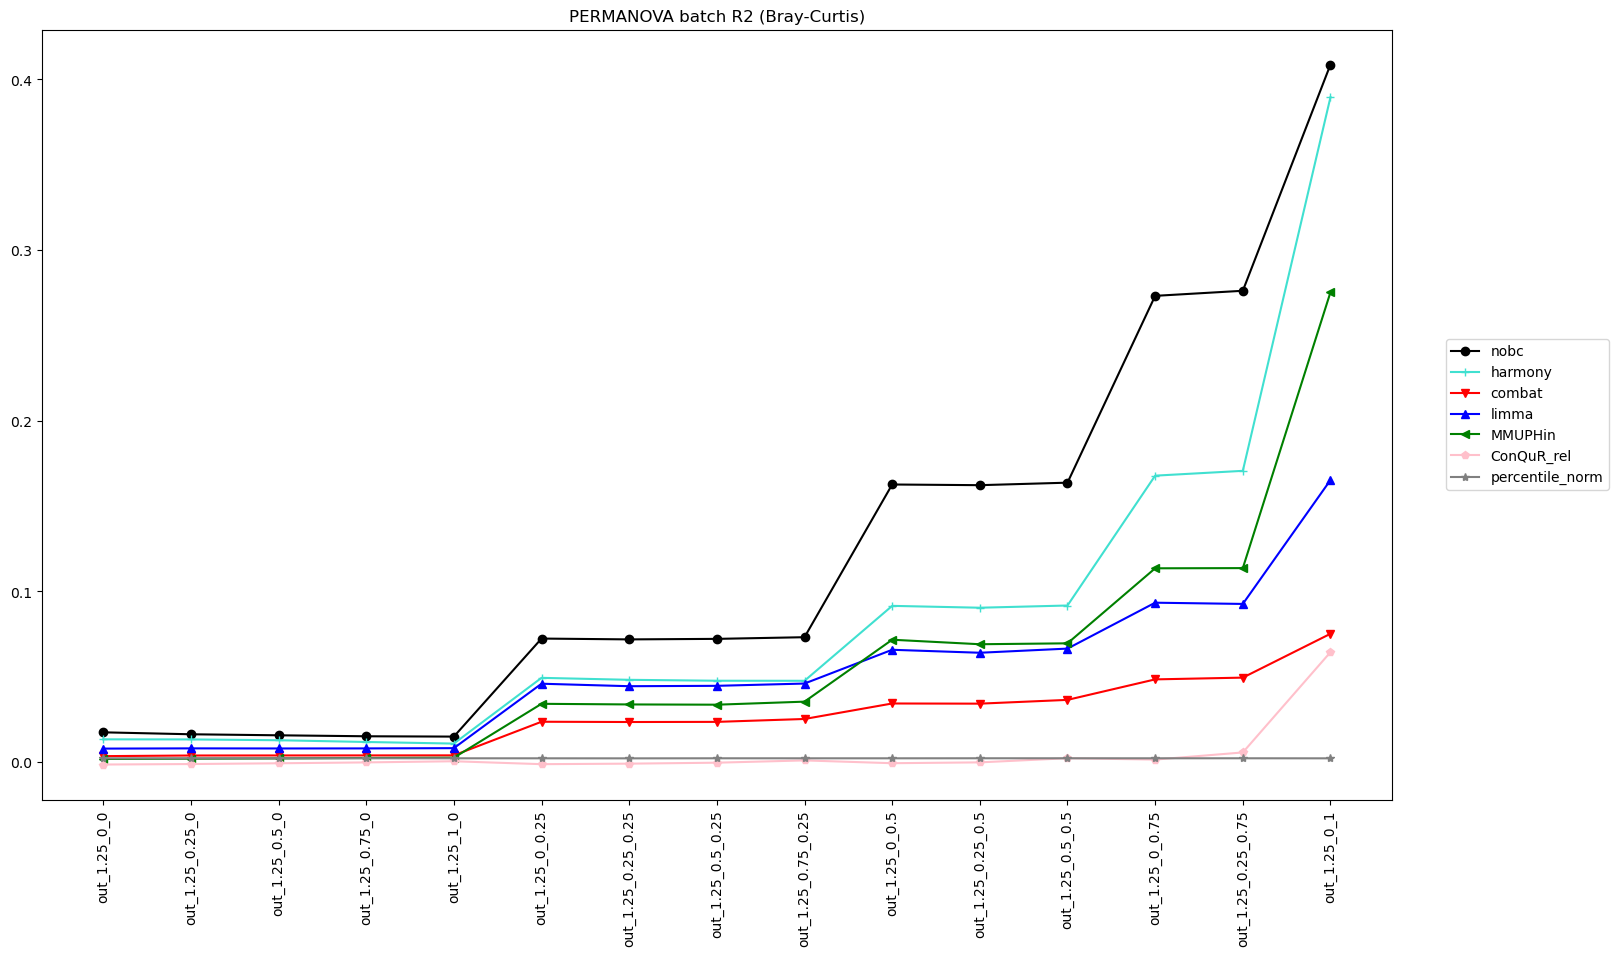 PERMANOVA batch R2 (Bray-Curtis)
0.4
0.3
0.2
0.1
0.0
out_1.25_0_0
out_1.25_0.25_0
out_1.25_0.5_0
out_1.25_0.75_0
out_1.25_1_0
out_1.25_0_0.25
out_1.25_0.25_0.25
out_1.25_0.5_0.25
out_1.25_0.75_0.25
out_1.25_0_0.5
out_1.25_0.25_0.5
out_1.25_0.5_0.5
out_1.25_0_0.75
out_1.25_0.25_0.75
out_1.25_0_1
nobc
harmony
combat
limma
MMUPHin
ConQuR_rel
percentile_norm